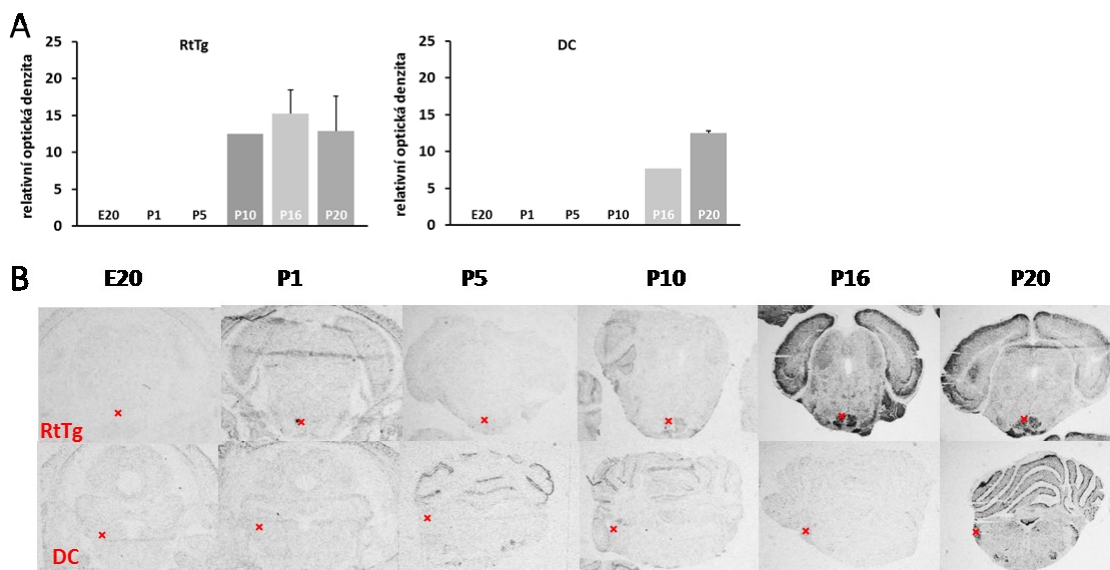 A
RtTg
DC
relativní optická denzita
25
20
15
10
5
0
E20 P1 P5 P10 P16 P20
relativní optická denzita
25
20
15
10
5
0
E20 P1 P5 P10 P16 P20
B
E20 P1 P5 P10 P16 P20
RtTg
DC